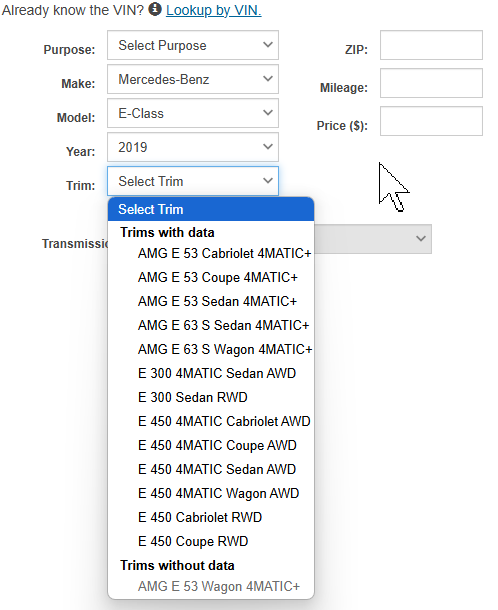 Already know the VIN? Lookup by VIN.
Purpose: Select Purpose ZIP:
Make: Mercedes-Benz Mileage:
Model: E-Class Price ($):
Year: 2019
Trim: Select Trim
Select Trim
Trims with data
Transmissio
AMG E 53 Cabriolet 4MATIC+
AMG E 53 Coupe 4MATIC+
AMG E 53 Sedan 4MATIC+
AMG E 63 S Sedan 4MATIC+
AMG E 63 S Wagon 4MATIC+
E 300 4MATIC Sedan AWD
E 300 Sedan RWD
E 450 4MATIC Cabriolet AWD
E 450 4MATIC Coupe AWD
E 450 4MATIC Sedan AWD
E 450 4MATIC Wagon AWD
E 450 Cabriolet RWD
E 450 Coupe RWD
Trims without data
AMG E 53 Wagon 4MATIC+